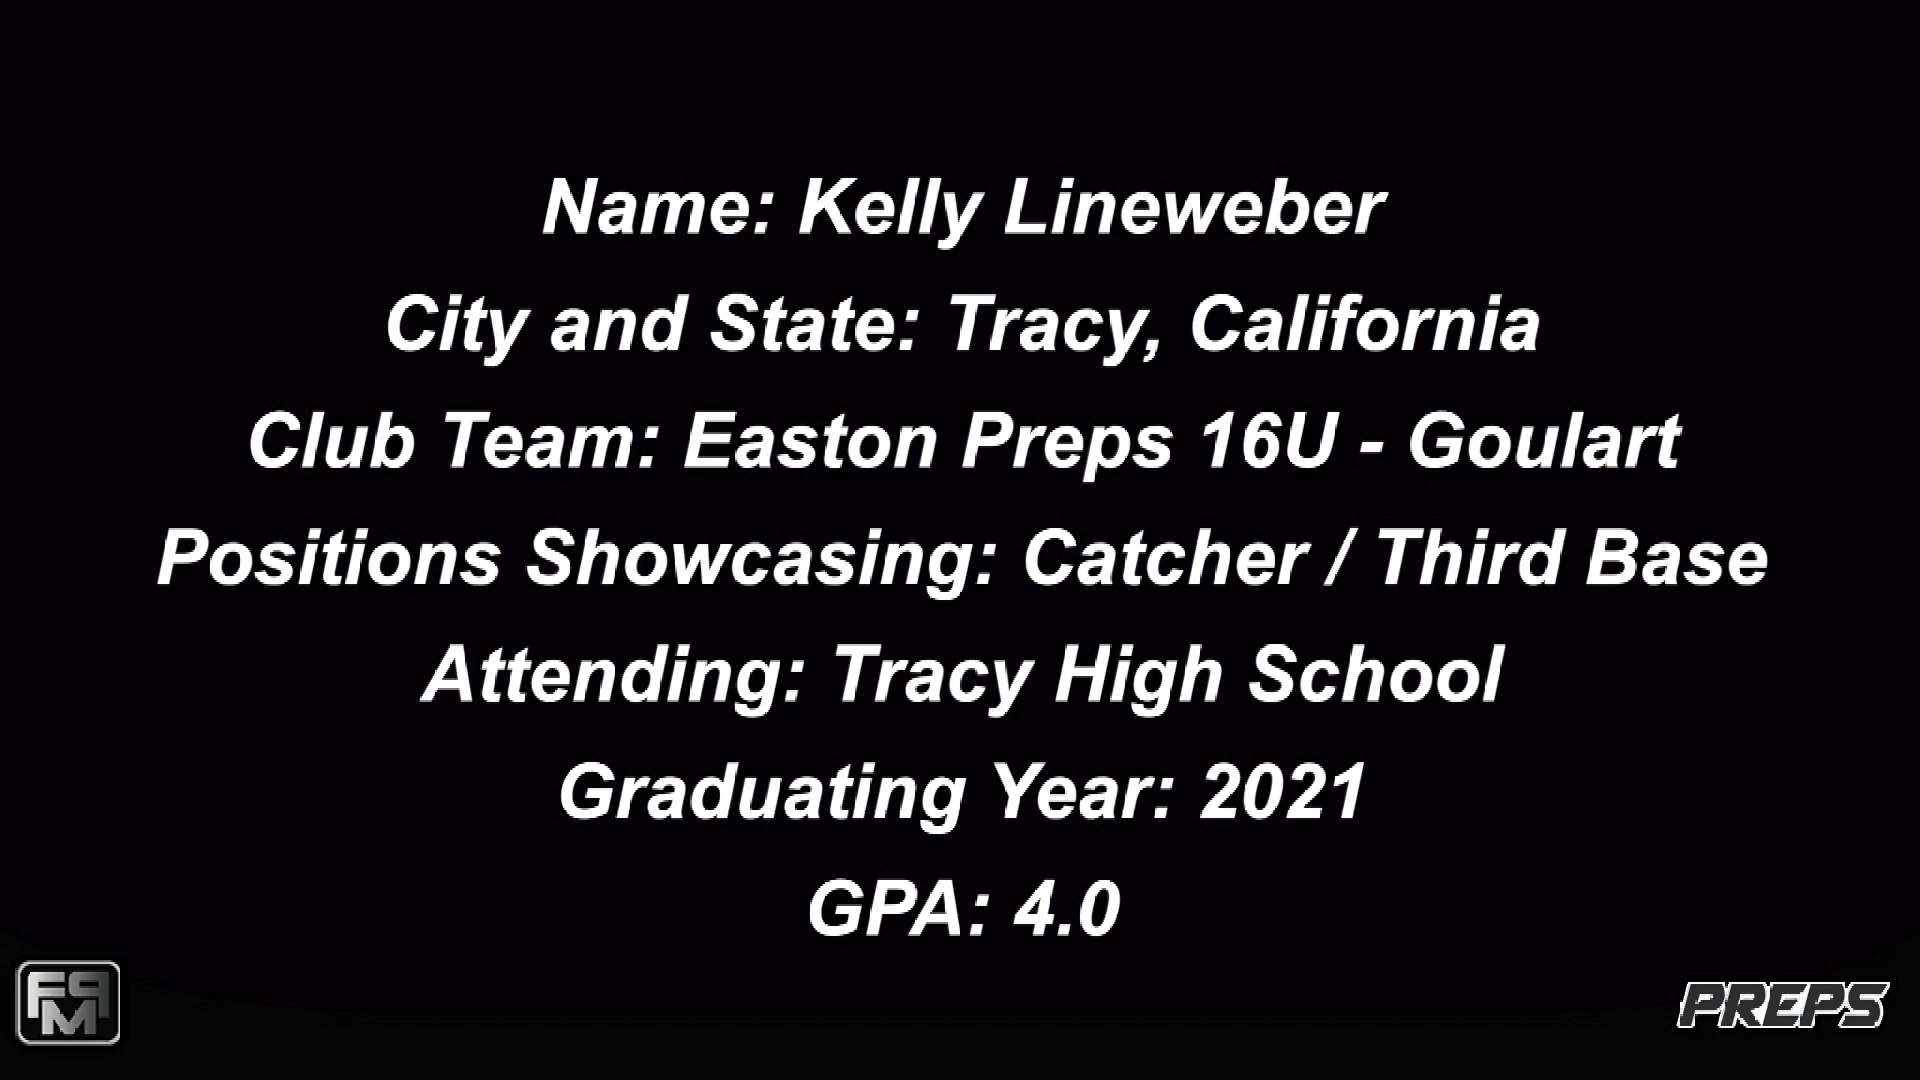 Name: Kelly Lineweber
City and State: Tracy, California
Club Team: Easton Preps 16U - Goulart
Positions Showcasing: Catcher / Third Base
Attending: Tracy High School
Graduating Year: 2021
GPA: 4.0
FPM
PREPS